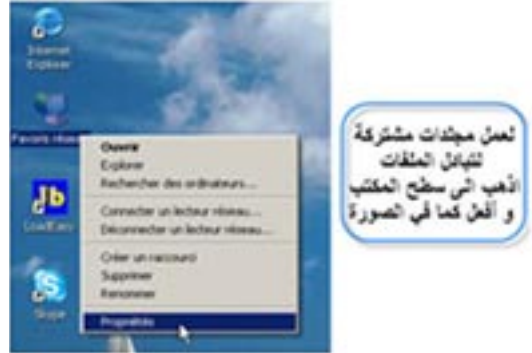 Internet
Explorer
Favoris réseau
Ouvrir
Explorer
Rechercher des ordinateurs...
Connecter un lecteur réseau...
Déconnecter un lecteur réseau...
Créer un raccourci
Supprimer
Renommer
Propriétés
Skype
لعمل مجلدات مشتركة
لتبادل الملفات
اذهب الى سطح المكتب
و أفعل كما في الصورة